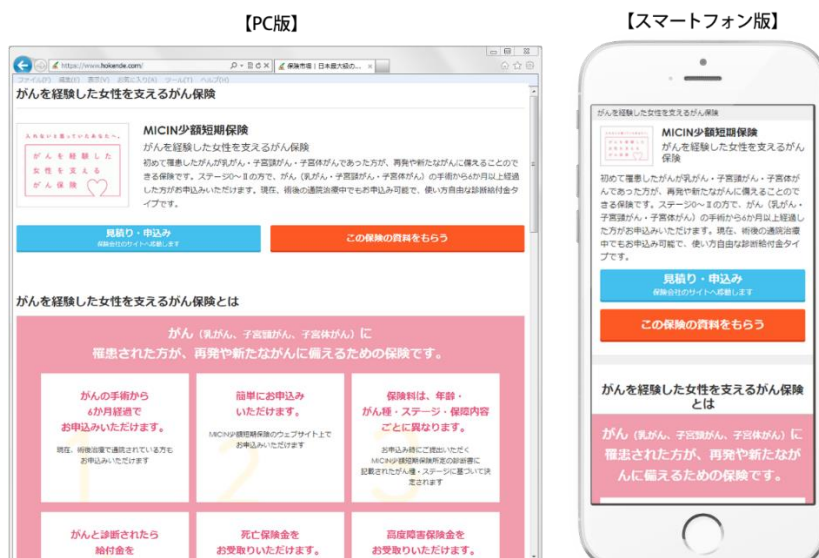 【PC版】
https://www.hokende.com/
保険市場 | 日本最大級の...
ファイル(F) 編集(E) 表示(V) お気に入り(A) ツール(T) ヘルプ(H)
がんを経験した女性を支えるがん保険
入れないと思っていたあなたへ。
がんを経験した
女性を支える
がん保険
MICIN少額短期保険
がんを経験した女性を支えるがん保険
初めて罹患したがんが乳がん・子宮頸がん・子宮体がんであった方が、再発や新たながんに備えることので
きる保険です。ステージ0～Ⅱの方で、がん（乳がん・子宮頸がん・子宮体がん）の手術から6か月以上経過
した方がお申込みいただけます。現在、術後の通院治療中でもお申込み可能で、使い方自由な診断給付金タ
イプです。
見積り・申込み
保険会社のサイトへ移動します
この保険の資料をもらう
がんを経験した女性を支えるがん保険とは
がん（乳がん、子宮頸がん、子宮体がん）に
罹患された方が、再発や新たながんに備えるための保険です。
がんの手術から
6か月経過で
お申込みいただけます。
現在、術後治療で通院されている方も
お申込みいただけます
簡単にお申込み
いただけます。
MICIN少額短期保険のウェブサイト上で
お申込みいただけます
保険料は、年齢・
がん種・ステージ・保障内容
ごとに異なります。
お申込み時にご提出いただく
MICIN少額短期保険所定の診断書に
記載されたがん種・ステージに基づいて決
定されます
がんと診断されたら
給付金を
死亡保険金を
お受取りいただけます。
高度障害保険金を
お受取りいただけます。
【スマートフォン版】
がんを経験した女性を支えるがん保険
MICIN少額短期保険
がんを経験した女性を支えるがん
保険
初めて罹患したがんが乳がん・子宮頸がん・子宮体が
んであった方が、再発や新たながんに備えることので
きる保険です。ステージ0～Ⅱの方で、がん（乳がん・
子宮頸がん・子宮体がん）の手術から6か月以上経過し
た方がお申込みいただけます。現在、術後の通院治療
中でもお申込み可能で、使い方自由な診断給付金タイ
プです。
見積り・申込み
保険会社のサイトへ移動します
この保険の資料をもらう
がんを経験した女性を支えるがん保険
とは
がん（乳がん、子宮頸がん、子宮体がん）に
罹患された方が、再発や新たなが
んに備えるための保険です。